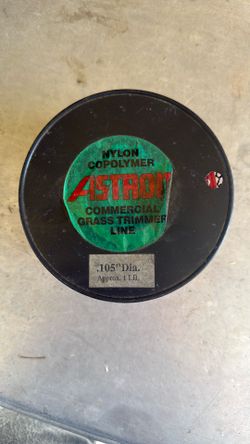 NYLON
COPOLYMER
ASTRON
COMMERCIAL
GRASS TRIMMER
LINE
.105" Dia.
Approx. 1 LB.